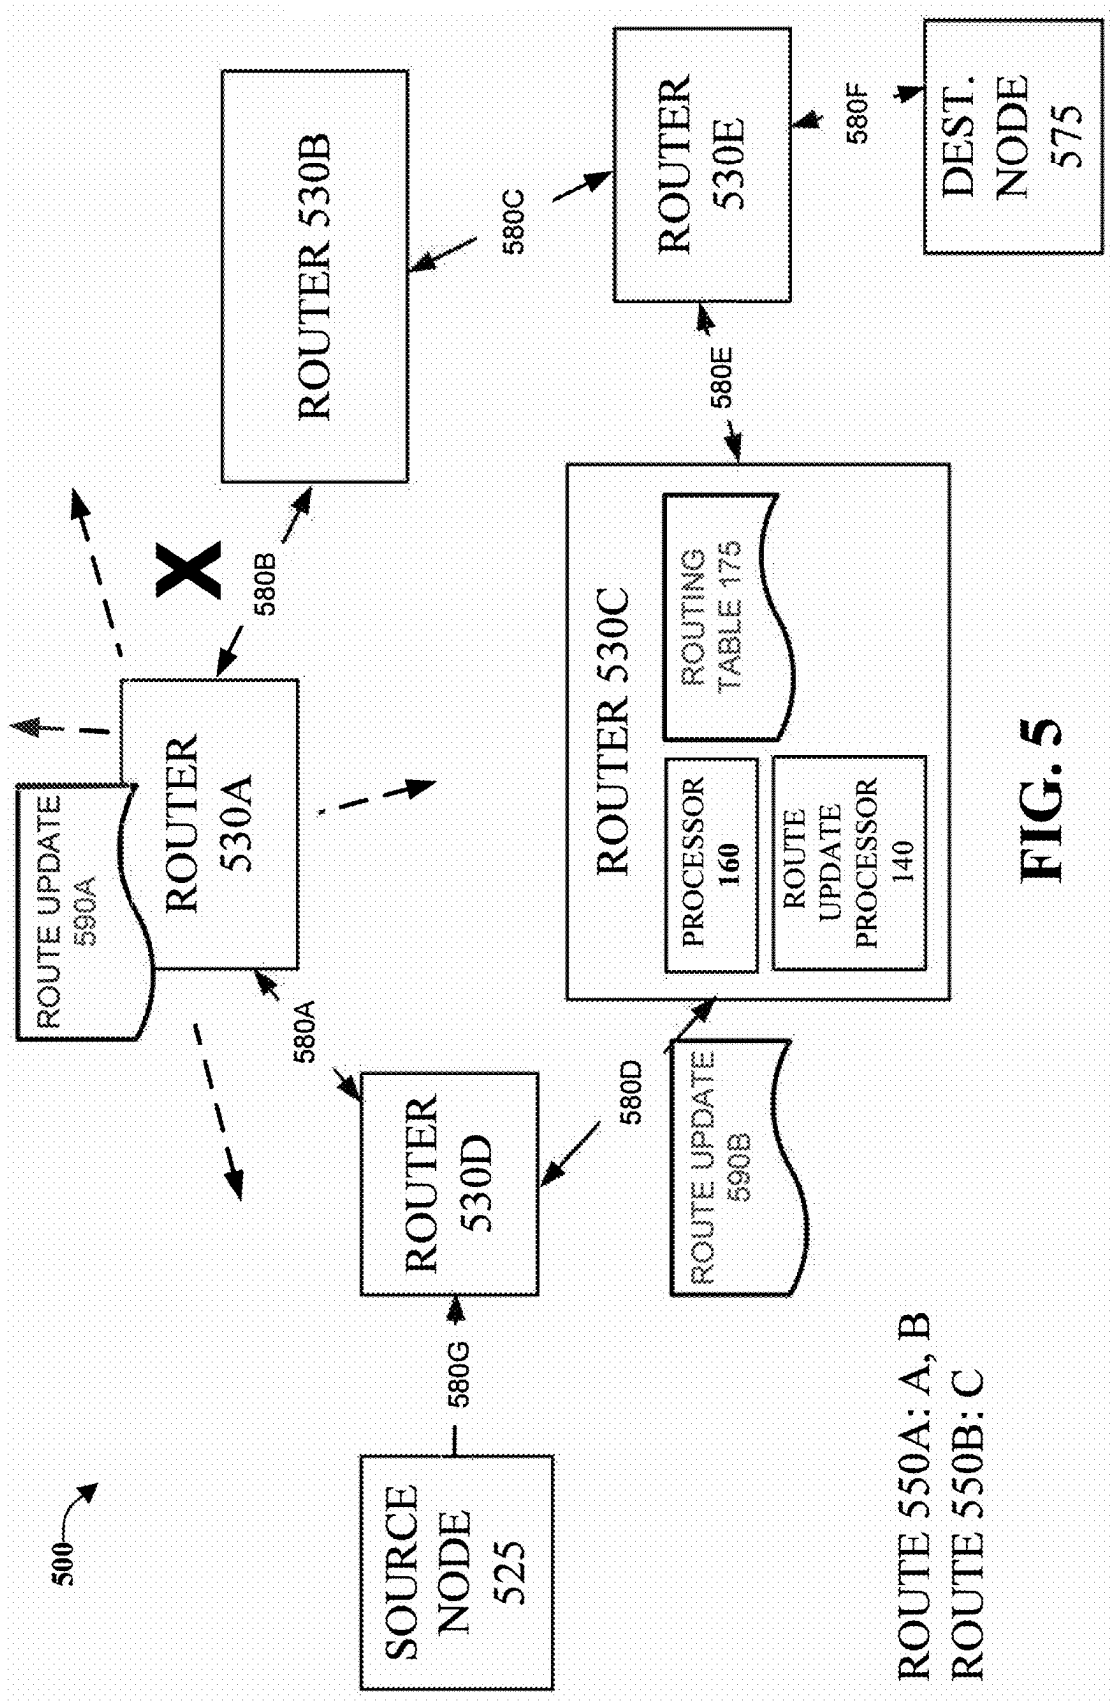 500
ROUTE UPDATE
590A
ROUTER
530A
X
580B
ROUTER 530B
580A
580C
SOURCE
NODE
525
580G
ROUTER
530D
580D
ROUTE UPDATE
590B
ROUTER 530C
PROCESSOR
160
ROUTE
UPDATE
PROCESSOR
140
ROUTING
TABLE 175
580E
ROUTER
530E
580F
DEST.
NODE
575
ROUTE 550A: A, B
ROUTE 550B: C
FIG. 5